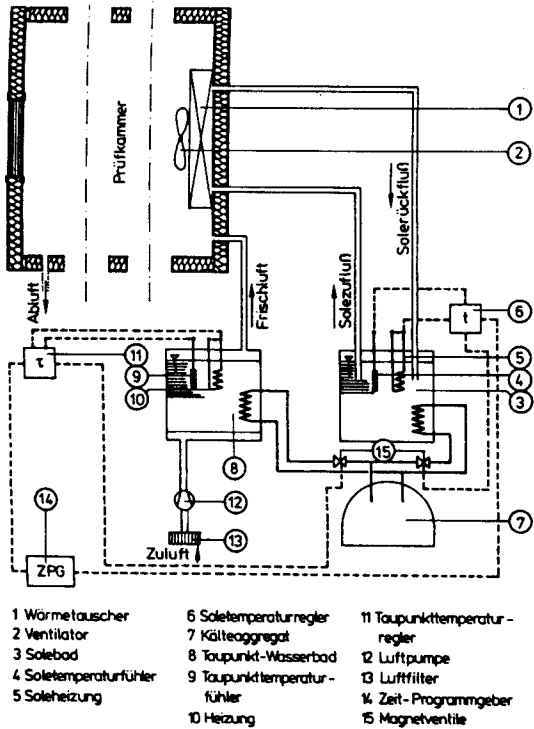 Prüfkammer
1
2
Solerückfluß
Abluft
Frischluft
Solezufluß
t
6
τ
11
9
10
5
4
3
8
15
14
12
7
Zuluft
13
ZPG
1 Wärmetauscher
2 Ventilator
3 Solebad
4 Soletemperaturfühler
5 Soleheizung
6 Soletemperaturregler
7 Kälteaggregat
8 Taupunkt-Wasserbad
9 Taupunkttemperatur-
fühler
10 Heizung
11 Taupunkttemperatur-
regler
12 Luftpumpe
13 Luftfilter
14 Zeit-Programmgeber
15 Magnetventile